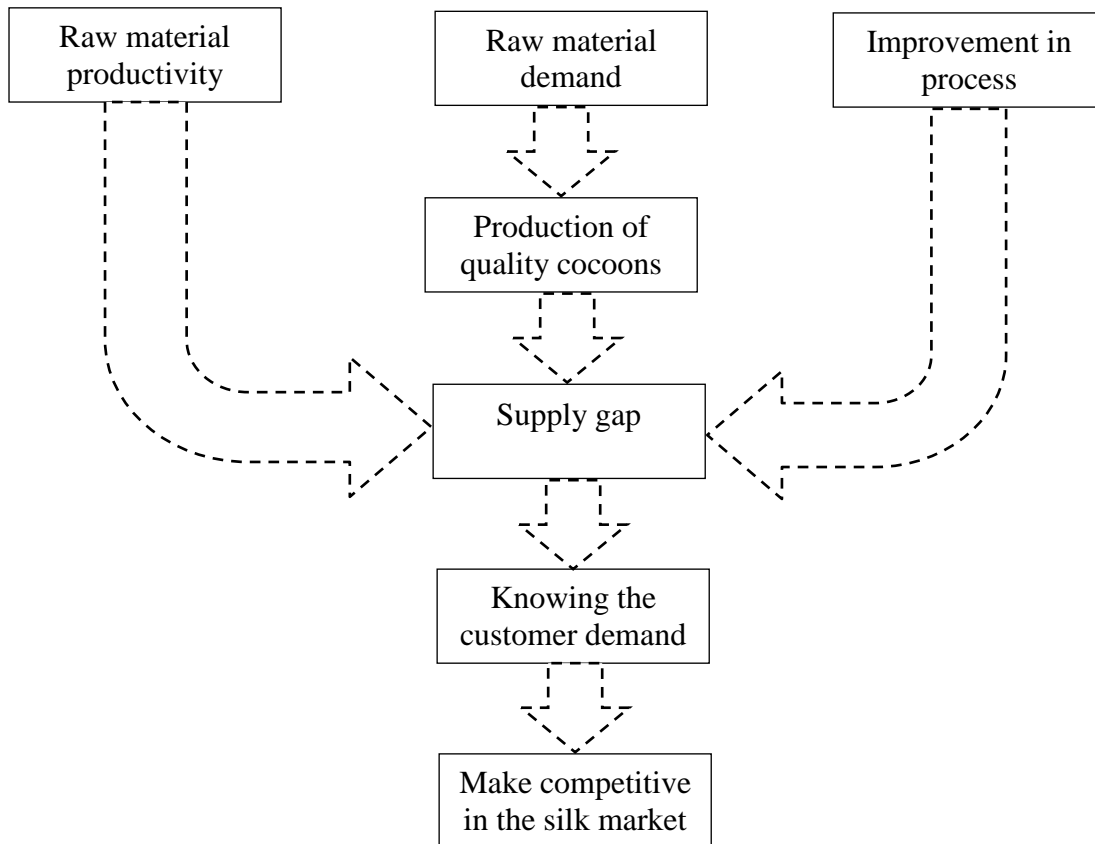 Raw material
productivity
Raw material
demand
Improvement in
process
Production of
quality cocoons
Supply gap
Knowing the
customer demand
Make competitive
in the silk market